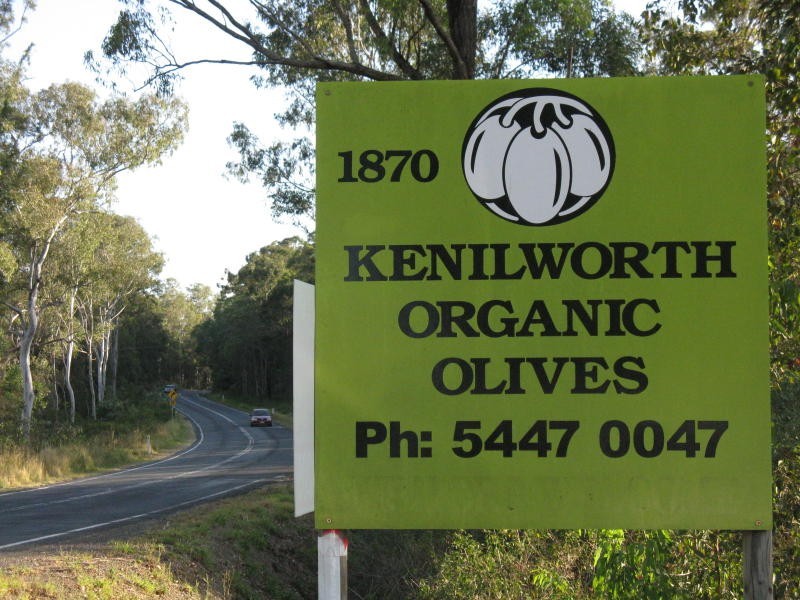 1870
KENILWORTH
ORGANIC
OLIVES
Ph: 5447 0047